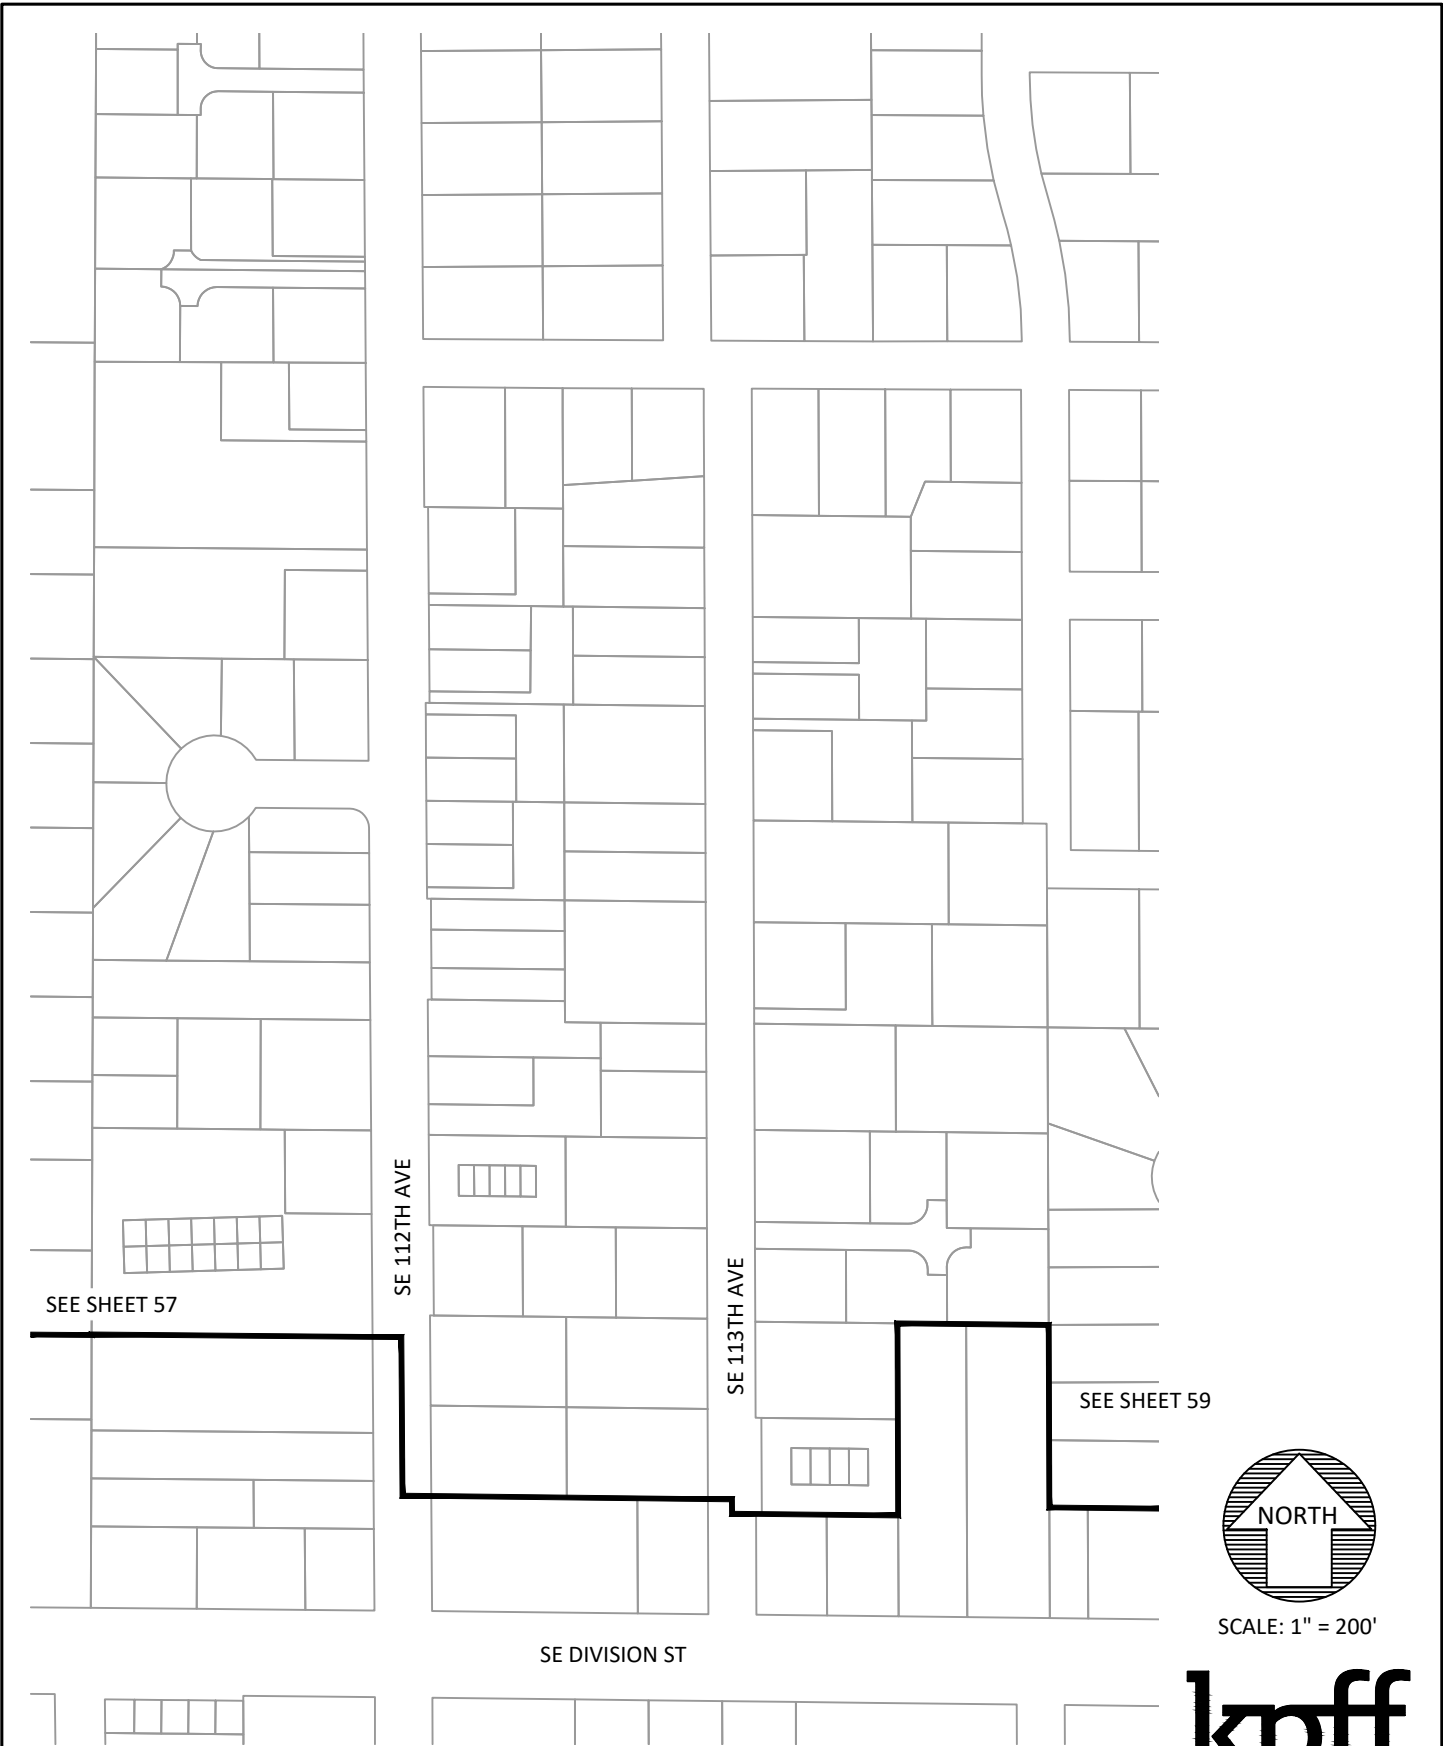 SE 112TH AVE
SE 113TH AVE
SEE SHEET 57
SEE SHEET 59
NORTH
SCALE: 1" = 200'
SE DIVISION ST
kpff